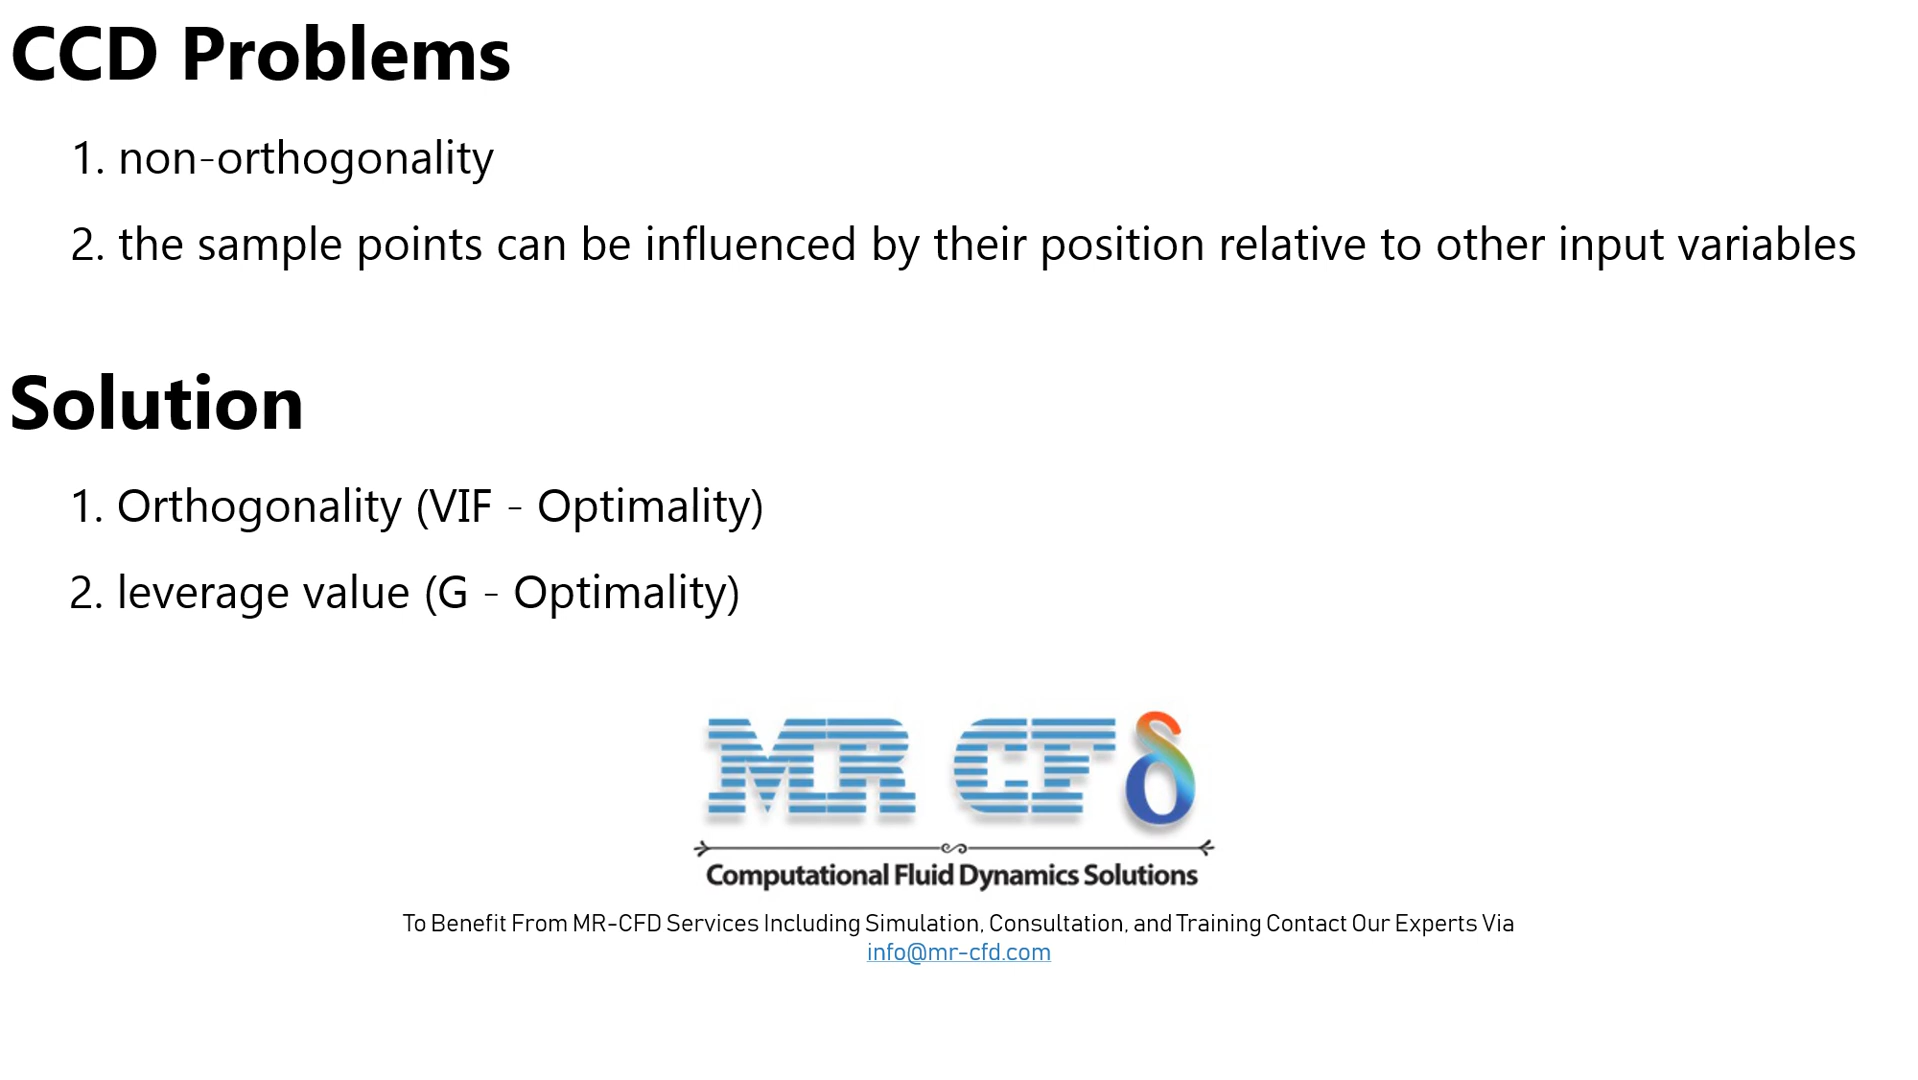 CCD Problems
1. non-orthogonality
2. the sample points can be influenced by their position relative to other input variables
Solution
1. Orthogonality (VIF - Optimality)
2. leverage value (G - Optimality)
MR CFδ
Computational Fluid Dynamics Solutions
To Benefit From MR-CFD Services Including Simulation, Consultation, and Training Contact Our Experts Via
info@mr-cfd.com